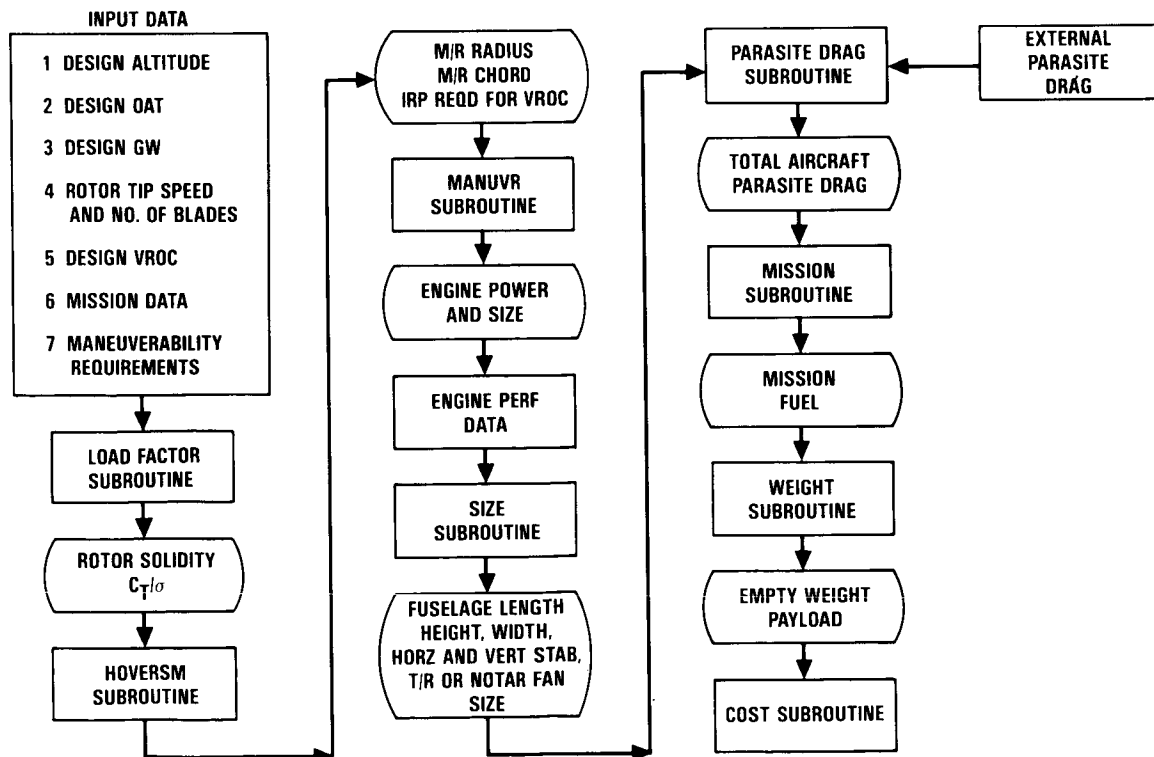 INPUT DATA
1 DESIGN ALTITUDE
2 DESIGN OAT
3 DESIGN GW
4 ROTOR TIP SPEED
AND NO. OF BLADES
5 DESIGN VROC
6 MISSION DATA
7 MANEUVERABILITY
REQUIREMENTS
LOAD FACTOR
SUBROUTINE
ROTOR SOLIDITY
C_T/σ
HOVERSM
SUBROUTINE
M/R RADIUS
M/R CHORD
IRP REQD FOR VROC
MANUVR
SUBROUTINE
ENGINE POWER
AND SIZE
ENGINE PERF
DATA
SIZE
SUBROUTINE
FUSELAGE LENGTH
HEIGHT, WIDTH,
HORZ AND VERT STAB,
T/R OR NOTAR FAN
SIZE
PARASITE DRAG
SUBROUTINE
EXTERNAL
PARASITE
DRAG
TOTAL AIRCRAFT
PARASITE DRAG
MISSION
SUBROUTINE
MISSION
FUEL
WEIGHT
SUBROUTINE
EMPTY WEIGHT
PAYLOAD
COST SUBROUTINE